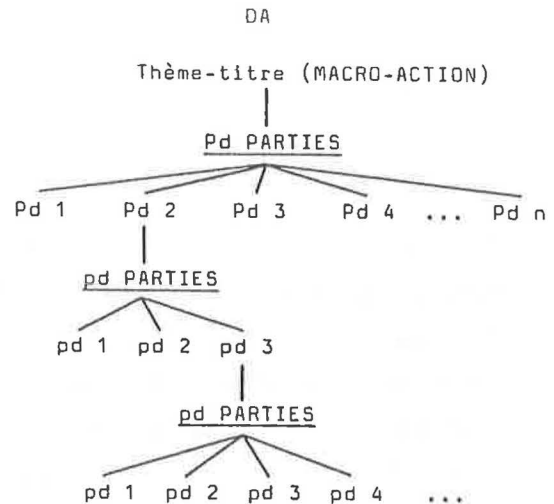 DA
Thème-titre (MACRO-ACTION)
Pd PARTIES
Pd 1 Pd 2 Pd 3 Pd 4 ... Pd n
pd PARTIES
pd 1 pd 2 pd 3
pd PARTIES
pd 1 pd 2 pd 3 pd 4 ...